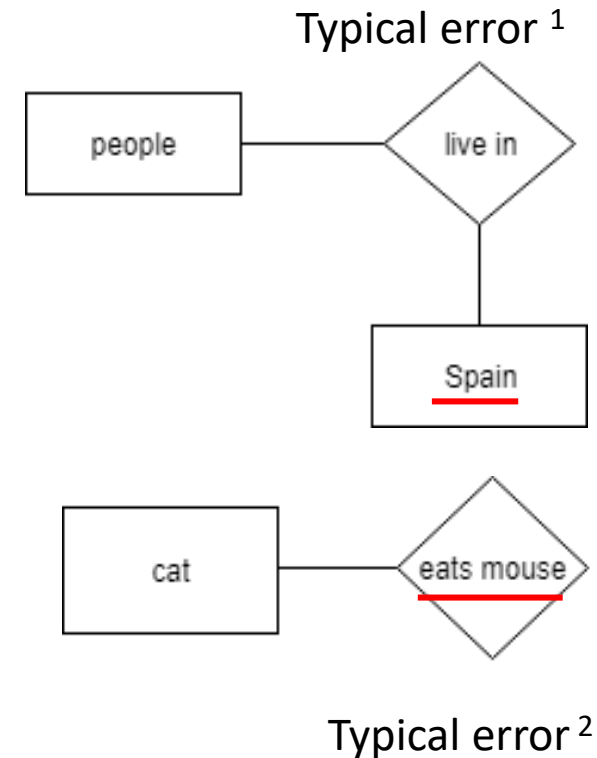 Typical error ¹
people
live in
Spain
cat
eats mouse
Typical error ²